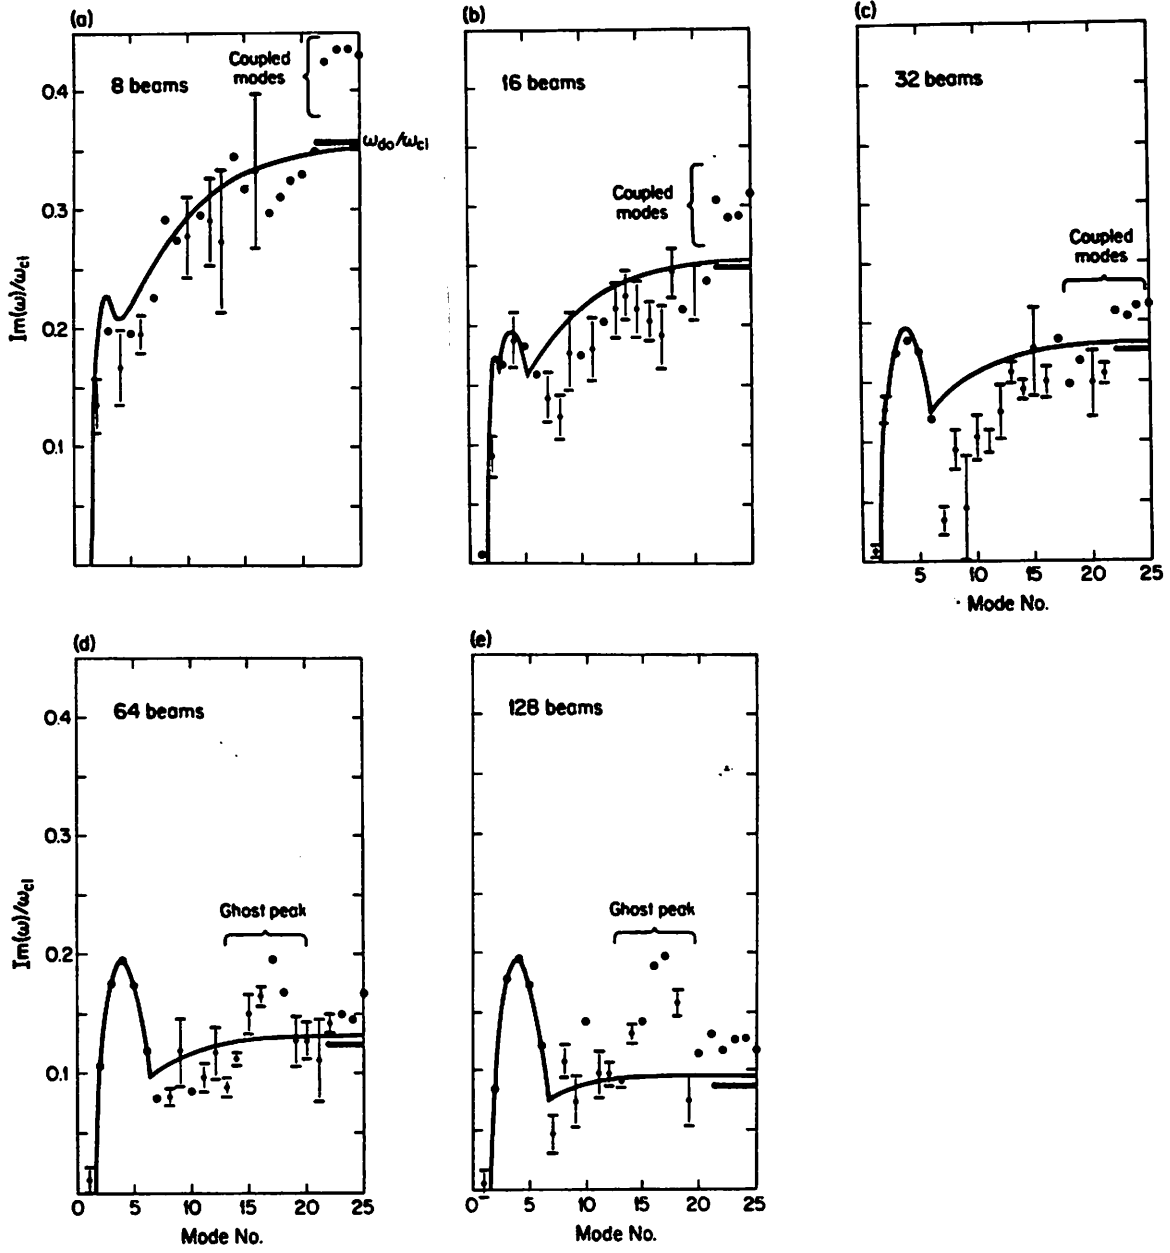 (a)
8 beams
Coupled
modes
ω_do/ω_ci
0.4
0.3
0.2
0.1
Im(ω)/ω_ci
(b)
16 beams
Coupled
modes
(c)
32 beams
Coupled
modes
5 10 15 20 25
Mode No.
(d)
64 beams
Ghost peak
0.4
0.3
0.2
0.1
Im(ω)/ω_ci
0 5 10 15 20 25
Mode No.
(e)
128 beams
Ghost peak
0 5 10 15 20 25
Mode No.